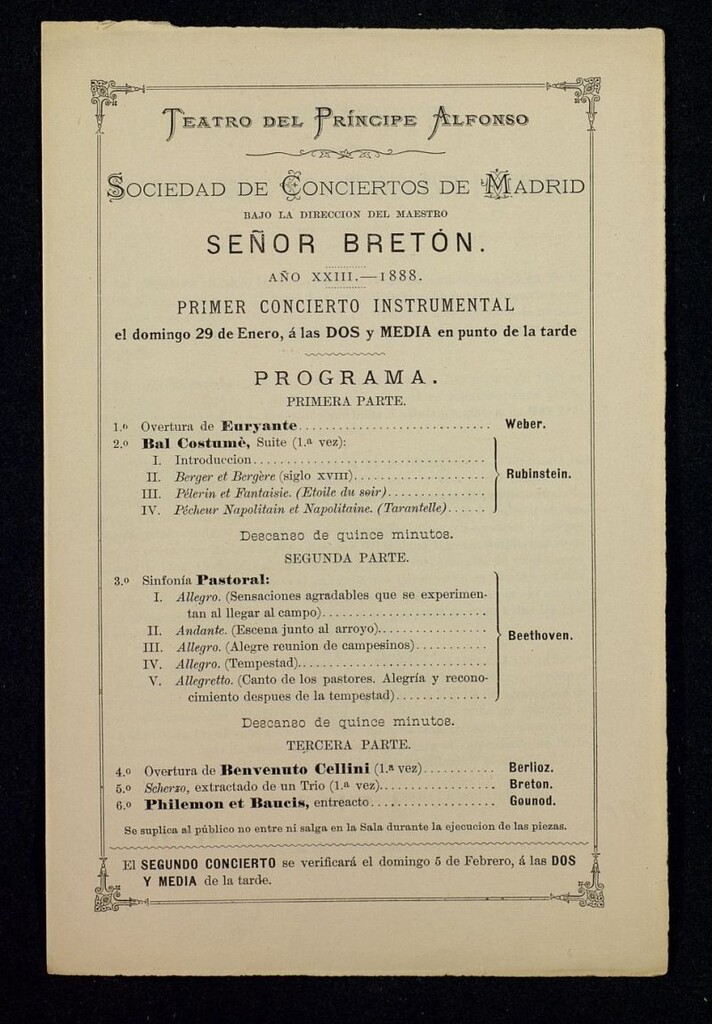 TEATRO DEL PRÍNCIPE ALFONSO
SOCIEDAD DE CONCIERTOS DE MADRID
BAJO LA DIRECCION DEL MAESTRO
SEÑOR BRETÓN.
AÑO XXIII.—1888.
PRIMER CONCIERTO INSTRUMENTAL
el domingo 29 de Enero, á las DOS y MEDIA en punto de la tarde
PROGRAMA.
PRIMERA PARTE.
1.º Overtura de Euryante............................ Weber.
2.º Bal Costumè, Suite (1.ª vez):
I. Introduccion..................................
II. Berger et Bergère (siglo XVIII)................... Rubinstein.
III. Pélerin et Fantaisie. (Etoile du soir)..............
IV. Pécheur Napolitain et Napolitaine. (Tarantelle)......
Descanso de quince minutos.
SEGUNDA PARTE.
3.º Sinfonía Pastoral:
I. Allegro. (Sensaciones agradables que se experimen-
tan al llegar al campo)........................
II. Andante. (Escena junto al arroyo)................ Beethoven.
III. Allegro. (Alegre reunion de campesinos)..........
IV. Allegro. (Tempestad)...........................
V. Allegretto. (Canto de los pastores. Alegría y recono-
cimiento despues de la tempestad).............
Descanso de quince minutos.
TERCERA PARTE.
4.º Overtura de Benvenuto Cellini (1.ª vez).......... Berlioz.
5.º Scherzo, extractado de un Trio (1.ª vez)................ Breton.
6.º Philemon et Baucis, entreacto.................. Gounod.
Se suplica al público no entre ni salga en la Sala durante la ejecucion de las piezas.
El SEGUNDO CONCIERTO se verificará el domingo 5 de Febrero, á las DOS
Y MEDIA de la tarde.